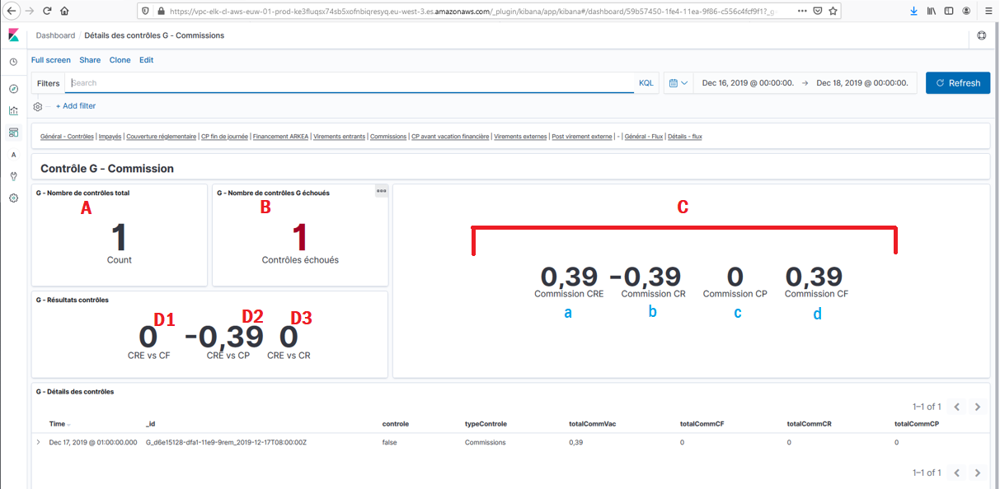 https://vpc-elk-cl-aws-euw-01-prod-ke3fluqsx74sb5xofnbiqresyq.eu-west-3.es.amazonaws.com/_plugin/kibana/app/kibana#/dashboard/59b57450-1fe4-11ea-9f86-c556c4fcf9f1?_g
Dashboard / Détails des contrôles G - Commissions
Full screen Share Clone Edit
Filters Search KQL Dec 16, 2019 @ 00:00:00. → Dec 18, 2019 @ 00:00:00. Refresh
+ Add filter
Général - Contrôles | Impayés | Couverture réglementaire | CP fin de journée | Financement ARKEA | Virements entrants | Commissions | CP avant vacation financière | Virements externes | Post virement externe | - | Général - Flux | Détails - flux
A
Contrôle G - Commission
G - Nombre de contrôles total
A
1
Count
G - Nombre de contrôles G échoués
B
1
Contrôles échoués
C
0,39 -0,39 0 0,39
Commission CRE Commission CR Commission CP Commission CF
a b c d
G - Résultats contrôles
D1 D2 D3
0 -0,39 0
CRE vs CF CRE vs CP CRE vs CR
G - Détails des contrôles
1–1 of 1
Time _id controle typeControle totalCommVac totalCommCF totalCommCR totalCommCP
Dec 17, 2019 @ 01:00:00.000 G_d6e15128-dfa1-11e9-9rem_2019-12-17T08:00:00Z false Commissions 0,39 0 0 0
1–1 of 1